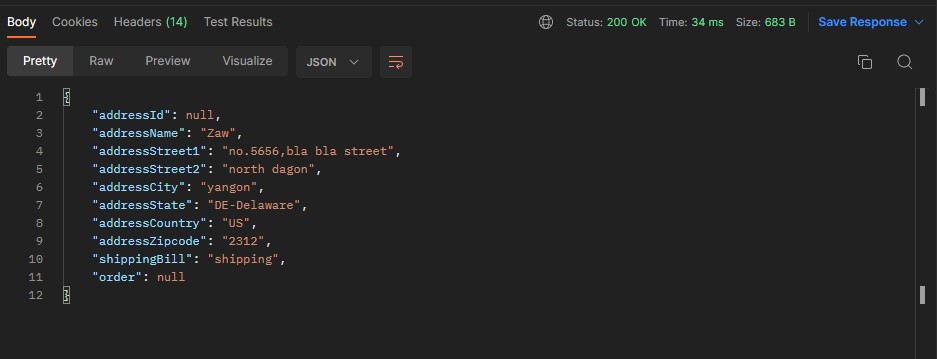 Body Cookies Headers (14) Test Results Status: 200 OK Time: 34 ms Size: 683 B Save Response
Pretty Raw Preview Visualize JSON
1 {
2 "addressId": null,
3 "addressName": "Zaw",
4 "addressStreet1": "no.5656,bla bla street",
5 "addressStreet2": "north dagon",
6 "addressCity": "yangon",
7 "addressState": "DE-Delaware",
8 "addressCountry": "US",
9 "addressZipcode": "2312",
10 "shippingBill": "shipping",
11 "order": null
12 }